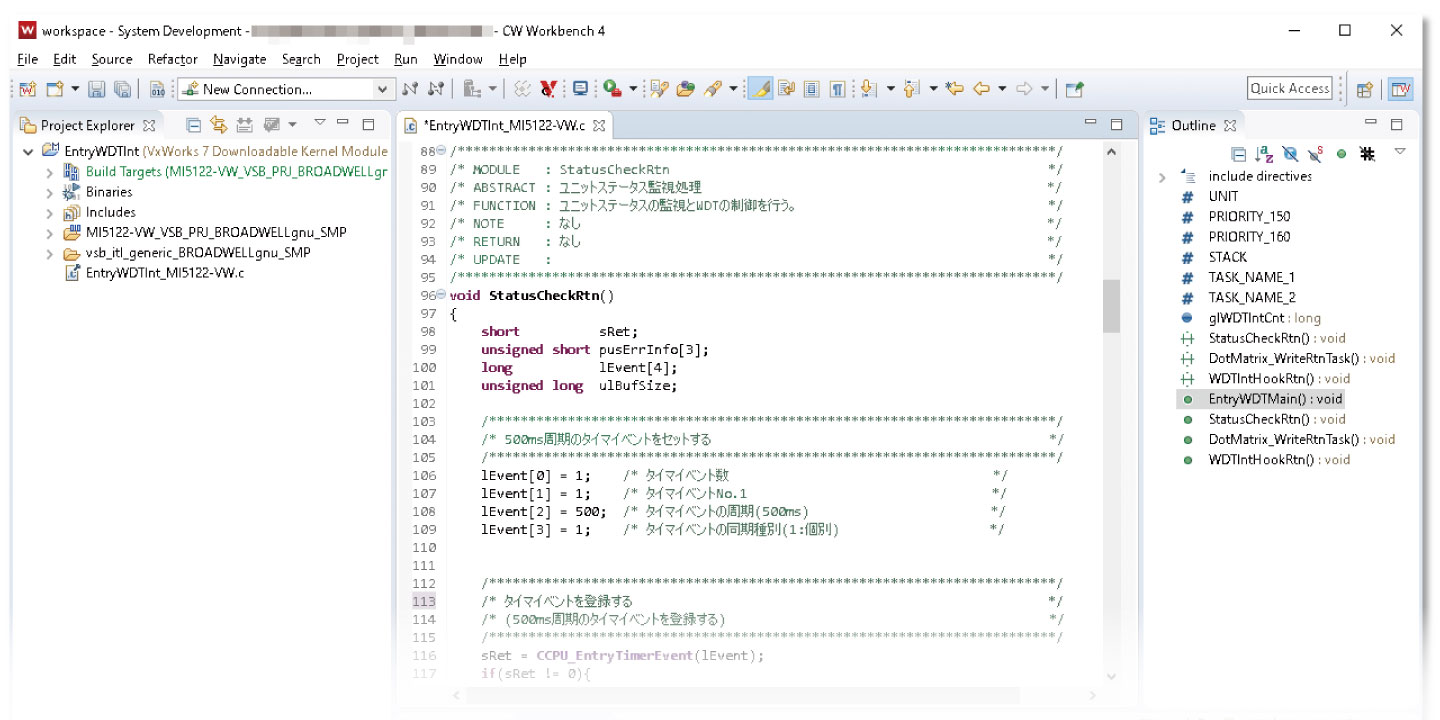 W workspace - System Development - - CW Workbench 4
File Edit Source Refactor Navigate Search Project Run Window Help
010 New Connection... Quick Access
Project Explorer
EntryWDTInt (VxWorks 7 Downloadable Kernel Module
Build Targets (MI5122-VW_VSB_PRJ_BROADWELLgr
Binaries
Includes
MI5122-VW_VSB_PRJ_BROADWELLgnu_SMP
vsb_itl_generic_BROADWELLgnu_SMP
EntryWDTInt_MI5122-VW.c
*EntryWDTInt_MI5122-VW.c
88 /****************************************************************************/
89 /* MODULE : StatusCheckRtn */
90 /* ABSTRACT : ユニットステータス監視処理 */
91 /* FUNCTION : ユニットステータスの監視とWDTの制御を行う。 */
92 /* NOTE : なし */
93 /* RETURN : なし */
94 /* UPDATE : */
95 /****************************************************************************/
96 void StatusCheckRtn()
97 {
98 short sRet;
99 unsigned short pusErrInfo[3];
100 long lEvent[4];
101 unsigned long ulBufSize;
102
103 /************************************************************************/
104 /* 500ms周期のタイマイベントをセットする */
105 /************************************************************************/
106 lEvent[0] = 1; /* タイマイベント数 */
107 lEvent[1] = 1; /* タイマイベントNo.1 */
108 lEvent[2] = 500; /* タイマイベントの周期(500ms) */
109 lEvent[3] = 1; /* タイマイベントの同期種別(1:個別) */
110
111
112 /************************************************************************/
113 /* タイマイベントを登録する */
114 /* (500ms周期のタイマイベントを登録する) */
115 /************************************************************************/
116 sRet = CCPU_EntryTimerEvent(lEvent);
117 if(sRet != 0){
Outline
include directives
# UNIT
# PRIORITY_150
# PRIORITY_160
# STACK
# TASK_NAME_1
# TASK_NAME_2
glWDTIntCnt : long
StatusCheckRtn() : void
DotMatrix_WriteRtnTask() : void
WDTIntHookRtn() : void
EntryWDTMain() : void
StatusCheckRtn() : void
DotMatrix_WriteRtnTask() : void
WDTIntHookRtn() : void